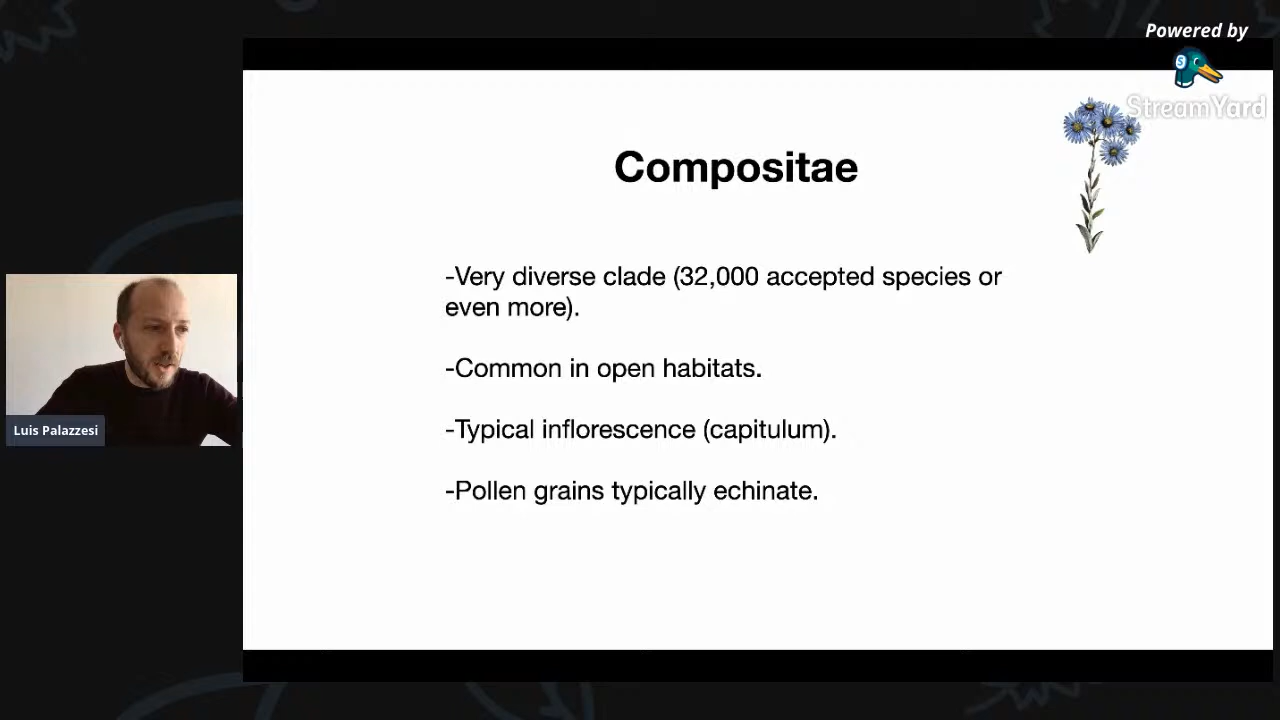 Powered by
StreamYard
Compositae
-Very diverse clade (32,000 accepted species or
even more).
-Common in open habitats.
-Typical inflorescence (capitulum).
-Pollen grains typically echinate.
Luis Palazzesi